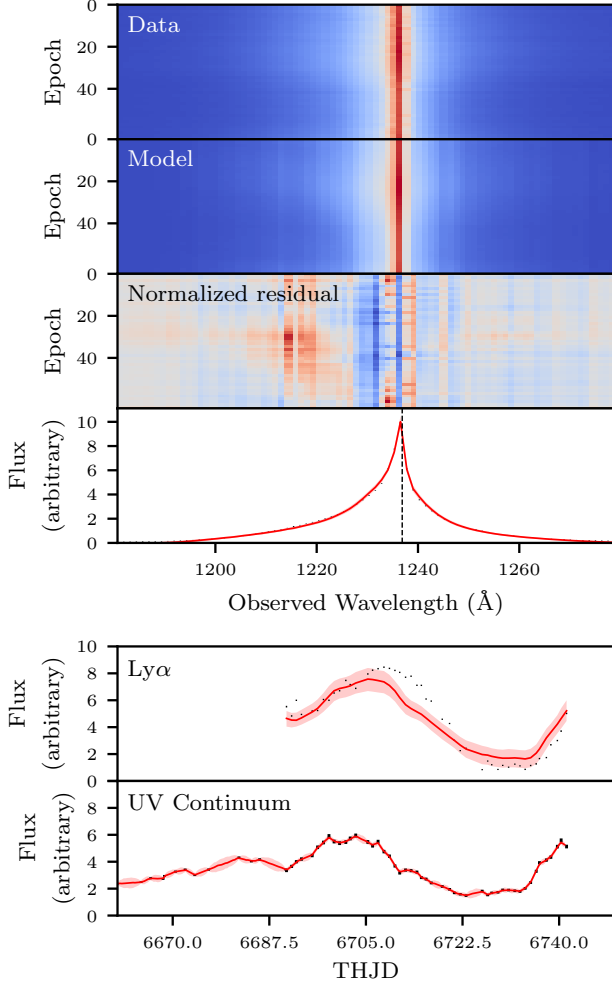 0
Data
20
Epoch
40
0
Model
20
Epoch
40
0
Normalized residual
20
Epoch
40
10
8
6
4
2
0
Flux
(arbitrary)
1200 1220 1240 1260
Observed Wavelength (Å)
10
Lyα
8
6
4
2
0
Flux
(arbitrary)
UV Continuum
8
6
4
2
0
Flux
(arbitrary)
6670.0 6687.5 6705.0 6722.5 6740.0
THJD